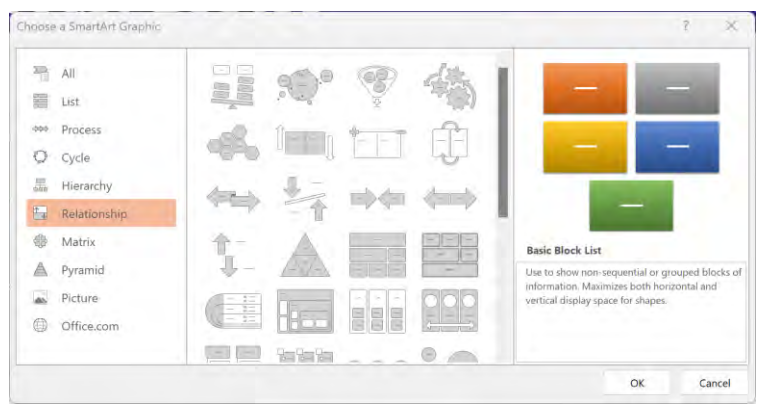 Choose a SmartArt Graphic
?
All
List
Process
Cycle
Hierarchy
Relationship
Matrix
Pyramid
Picture
Office.com
Basic Block List
Use to show non-sequential or grouped blocks of
information. Maximizes both horizontal and
vertical display space for shapes.
OK
Cancel